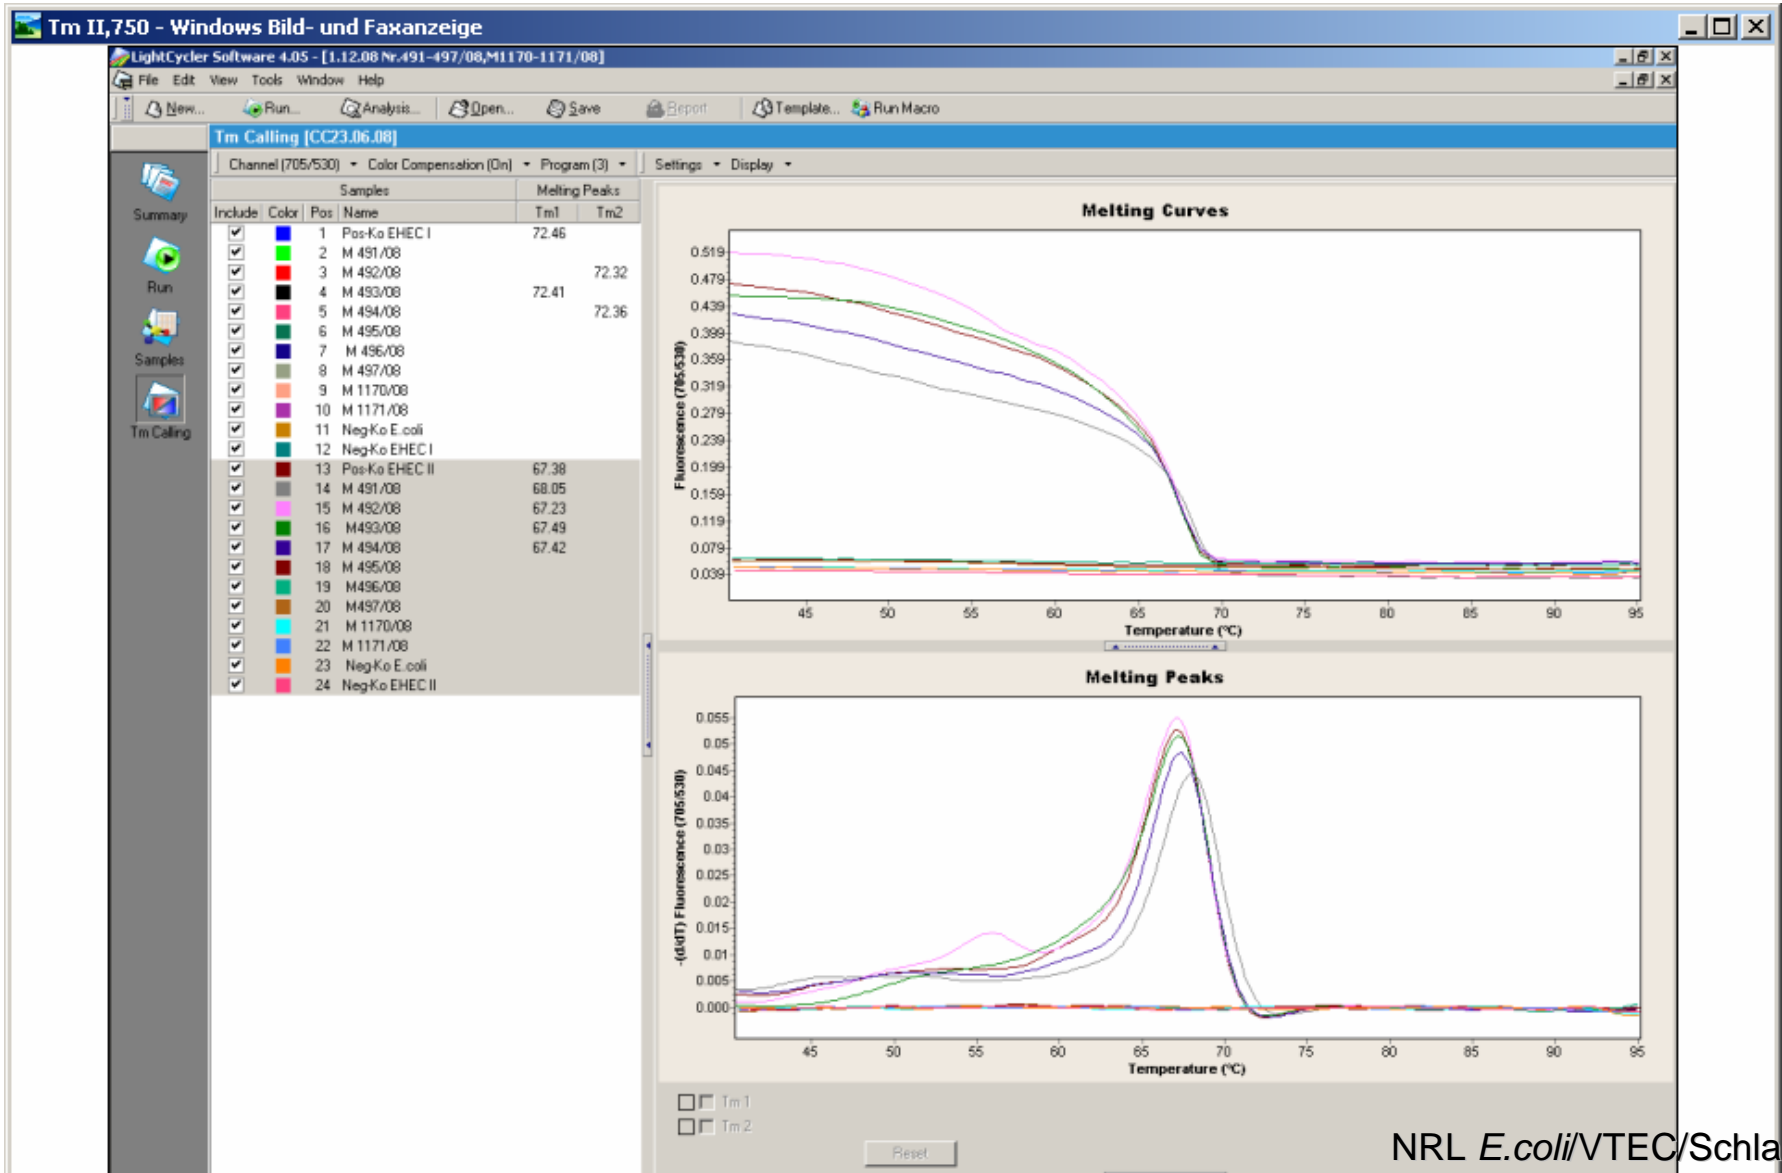 Tm II,750 - Windows Bild- und Faxanzeige
LightCycler Software 4.05 - [1.12.08 Nr.491-497/08,M1170-1171/08]
File Edit View Tools Window Help
New... Run... Analysis... Open... Save Report Template... Run Macro
Tm Calling [CC23.06.08]
Channel (705/530) Color Compensation (On) Program (3) Settings Display
Summary
Run
Samples
Tm Calling
Samples Melting Peaks
Include Color Pos Name Tm1 Tm2
1 Pos-Ko EHEC I 72.46
2 M 491/08
3 M 492/08 72.32
4 M 493/08 72.41
5 M 494/08 72.36
6 M 495/08
7 M 496/08
8 M 497/08
9 M 1170/08
10 M 1171/08
11 Neg-Ko E.coli
12 Neg-Ko EHEC I
13 Pos-Ko EHEC II 67.38
14 M 491/08 68.05
15 M 492/08 67.23
16 M493/08 67.49
17 M 494/08 67.42
18 M 495/08
19 M496/08
20 M497/08
21 M 1170/08
22 M 1171/08
23 Neg-Ko E.coli
24 Neg-Ko EHEC II
Melting Curves
Fluorescence (705/530)
0.519
0.479
0.439
0.399
0.359
0.319
0.279
0.239
0.199
0.159
0.119
0.079
0.039
45 50 55 60 65 70 75 80 85 90 95
Temperature (°C)
Melting Peaks
-(d/dT) Fluorescence (705/530)
0.055
0.05
0.045
0.04
0.035
0.03
0.025
0.02
0.015
0.01
0.005
0.000
45 50 55 60 65 70 75 80 85 90 95
Temperature (°C)
Tm 1
Tm 2
Reset
NRL E.coli/VTEC/Schla